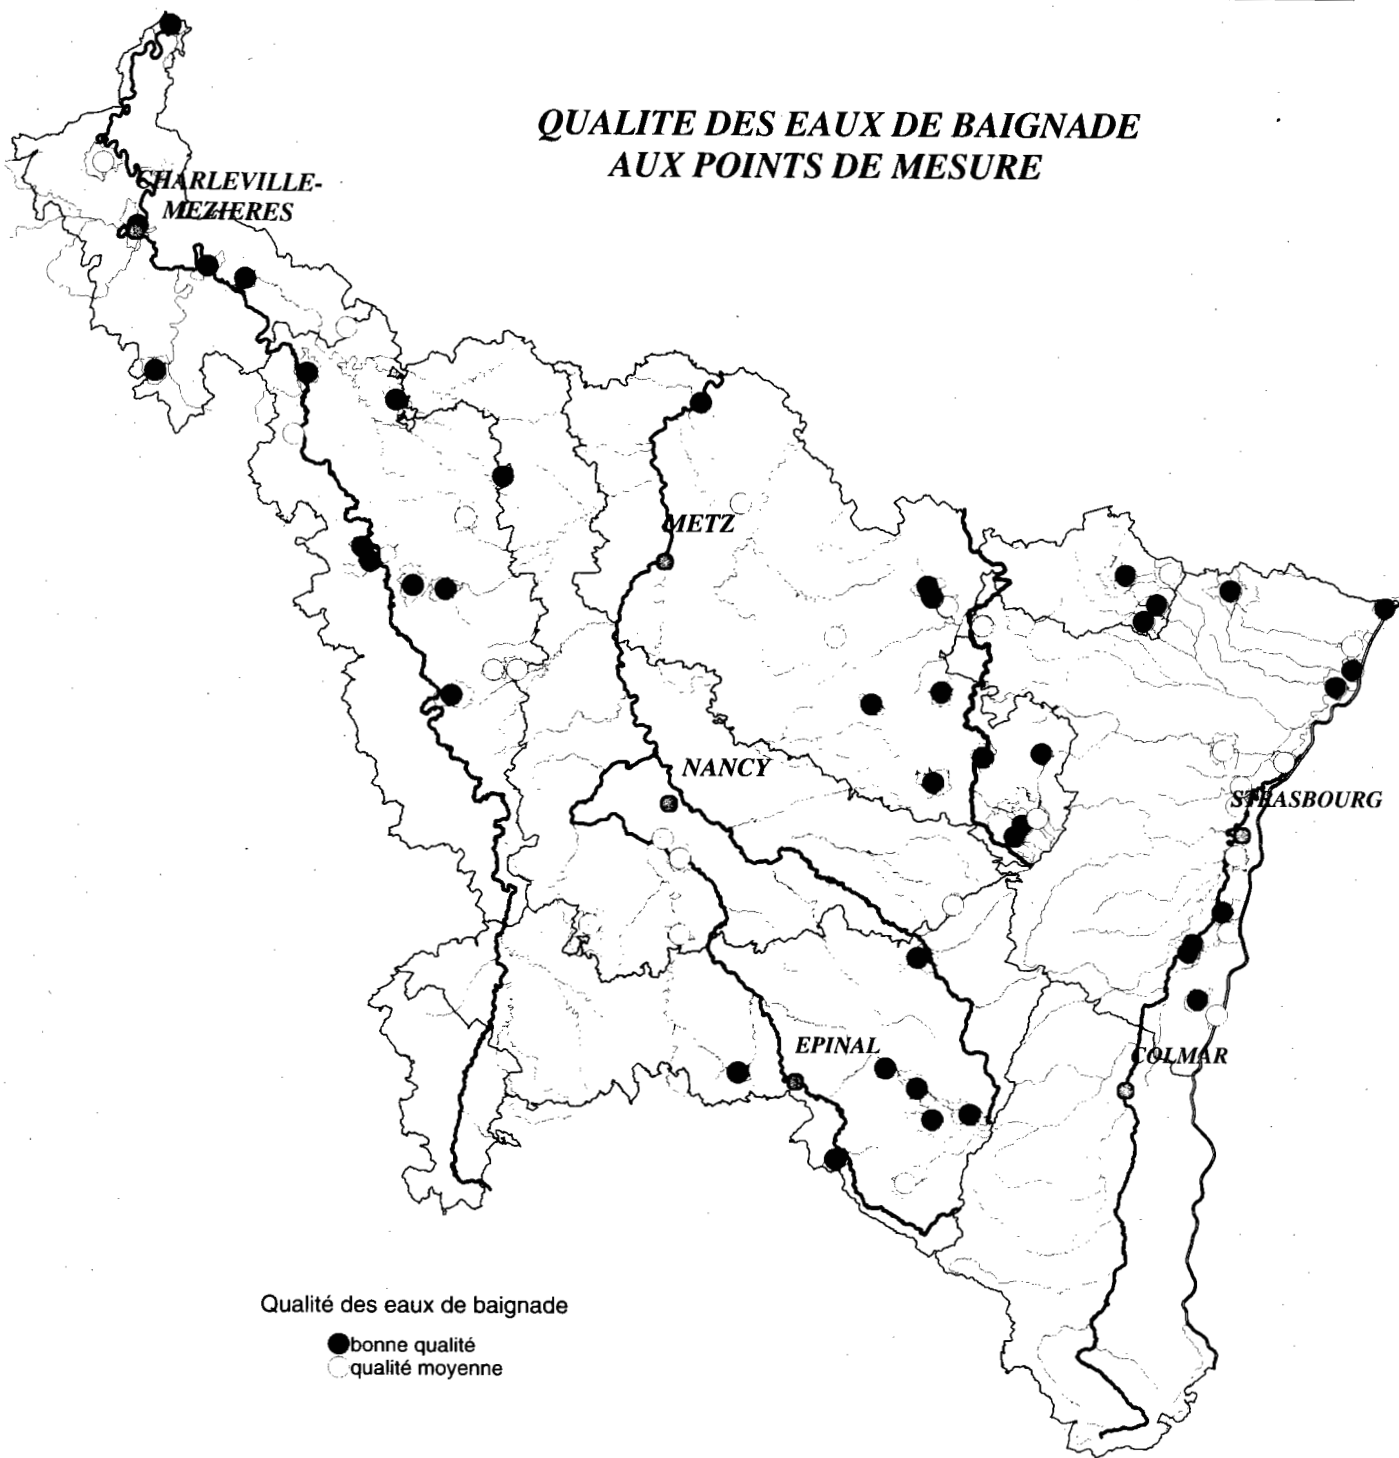 QUALITE DES EAUX DE BAIGNADE
AUX POINTS DE MESURE
CHARLEVILLE-
MEZIERES
METZ
NANCY
STRASBOURG
EPINAL
COLMAR
Qualité des eaux de baignade
bonne qualité
qualité moyenne